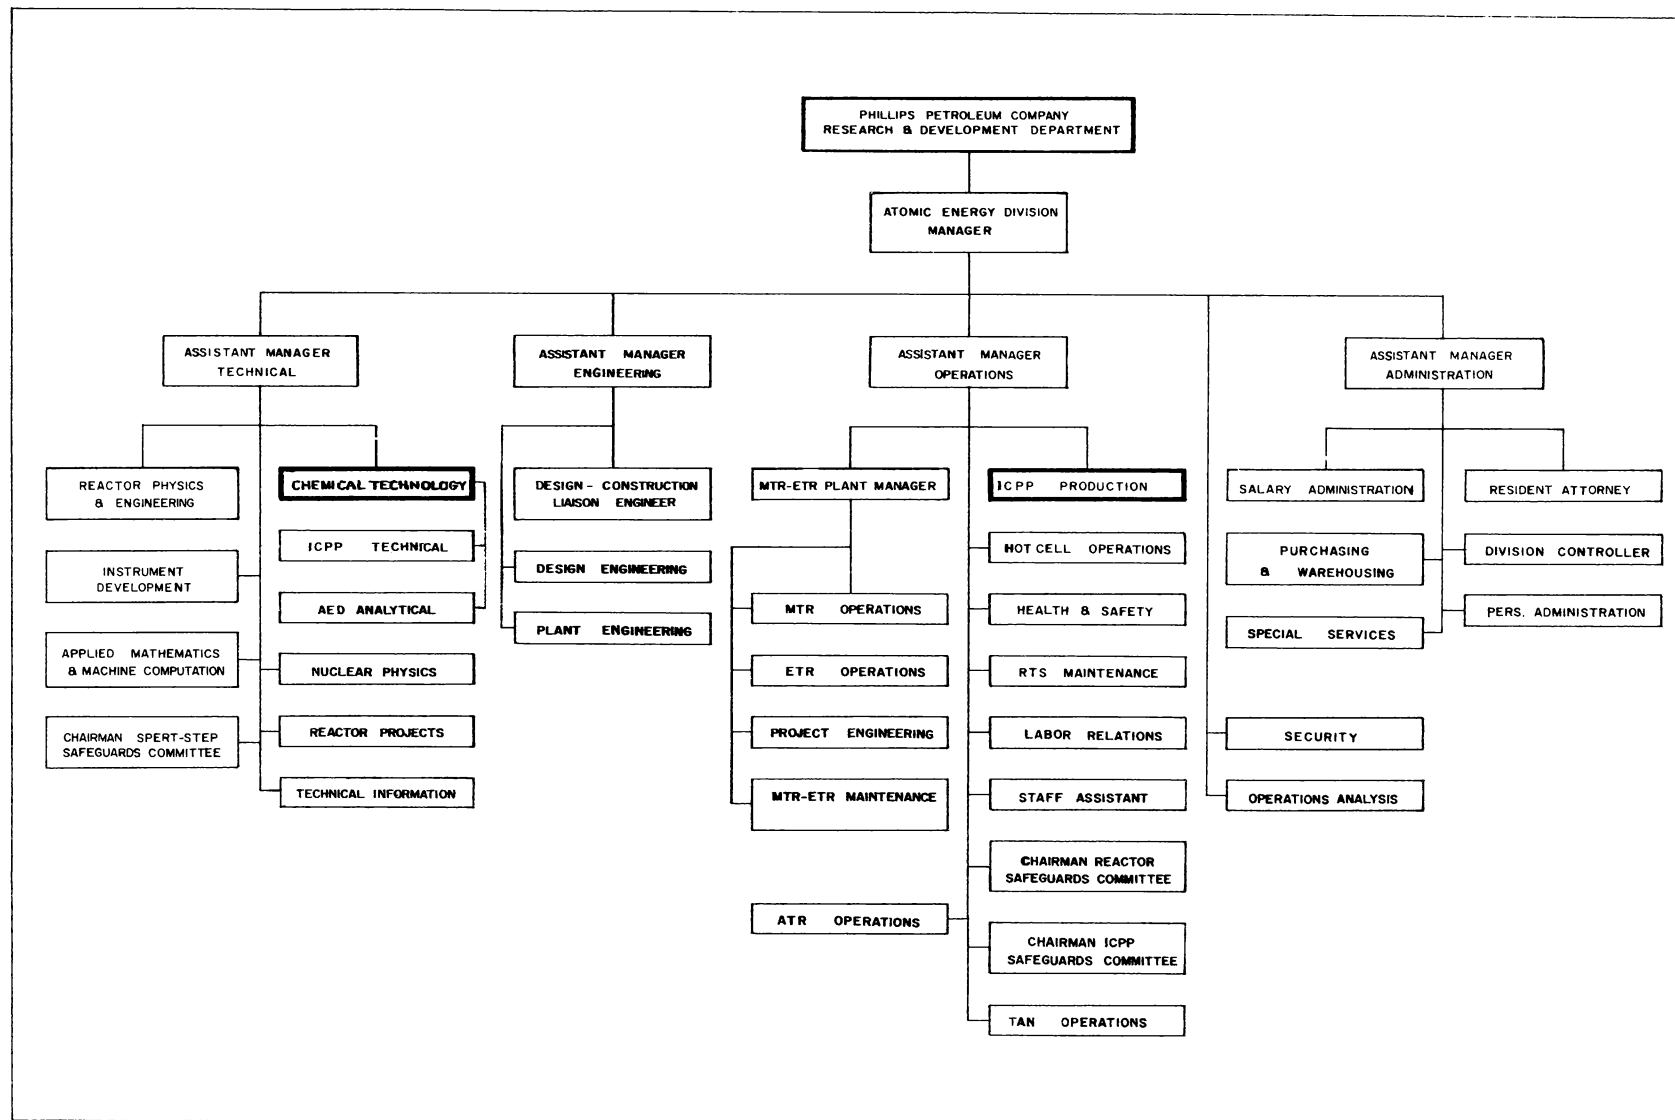 PHILLIPS PETROLEUM COMPANY
RESEARCH & DEVELOPMENT DEPARTMENT
ATOMIC ENERGY DIVISION
MANAGER
ASSISTANT MANAGER
TECHNICAL
ASSISTANT MANAGER
ENGINEERING
ASSISTANT MANAGER
OPERATIONS
ASSISTANT MANAGER
ADMINISTRATION
REACTOR PHYSICS
& ENGINEERING
INSTRUMENT
DEVELOPMENT
APPLIED MATHEMATICS
& MACHINE COMPUTATION
CHAIRMAN SPERT-STEP
SAFEGUARDS COMMITTEE
CHEMICAL TECHNOLOGY
ICPP TECHNICAL
AED ANALYTICAL
NUCLEAR PHYSICS
REACTOR PROJECTS
TECHNICAL INFORMATION
DESIGN-CONSTRUCTION
LIAISON ENGINEER
DESIGN ENGINEERING
PLANT ENGINEERING
MTR-ETR PLANT MANAGER
MTR OPERATIONS
ETR OPERATIONS
PROJECT ENGINEERING
MTR-ETR MAINTENANCE
ATR OPERATIONS
ICPP PRODUCTION
HOT CELL OPERATIONS
HEALTH & SAFETY
RTS MAINTENANCE
LABOR RELATIONS
STAFF ASSISTANT
CHAIRMAN REACTOR
SAFEGUARDS COMMITTEE
CHAIRMAN ICPP
SAFEGUARDS COMMITTEE
TAN OPERATIONS
SALARY ADMINISTRATION
PURCHASING
& WAREHOUSING
SPECIAL SERVICES
SECURITY
OPERATIONS ANALYSIS
RESIDENT ATTORNEY
DIVISION CONTROLLER
PERS. ADMINISTRATION